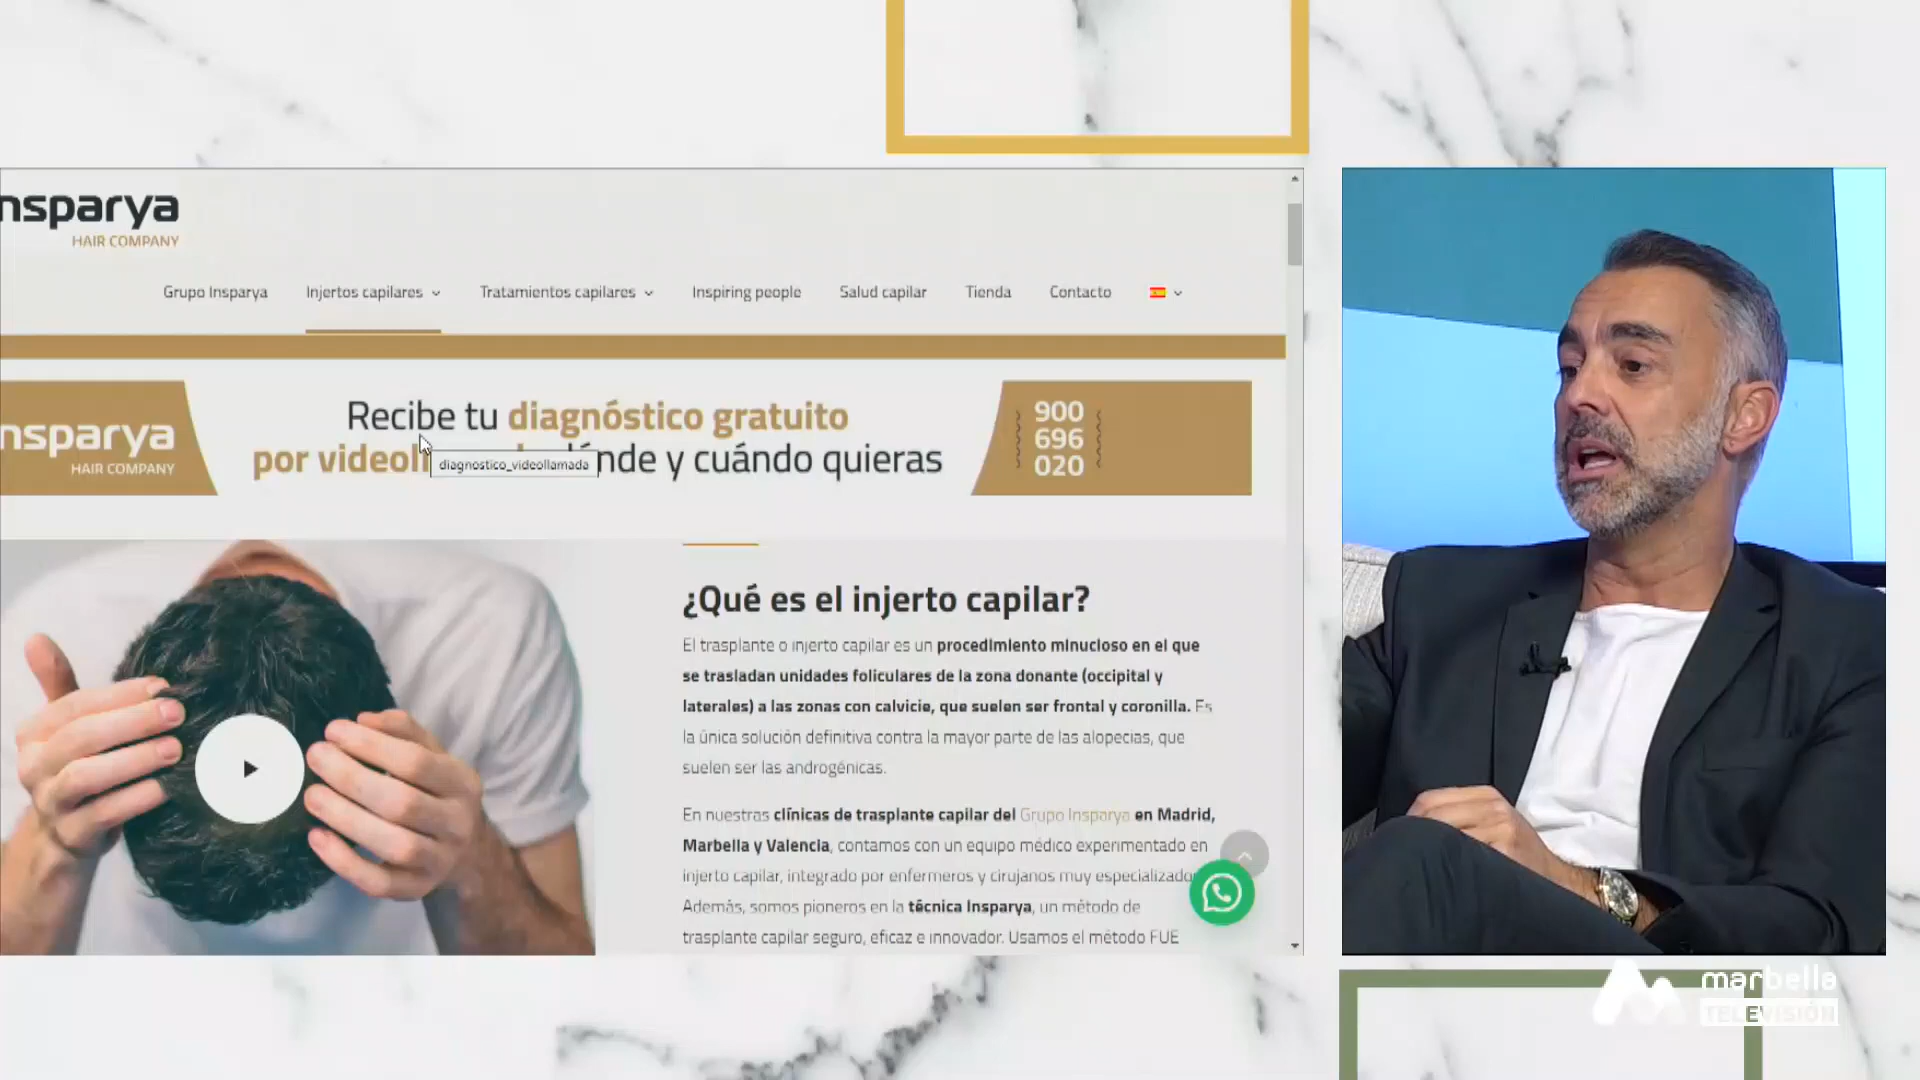 nsparya
HAIR COMPANY
Grupo Insparya Injertos capilares Tratamientos capilares Inspiring people Salud capilar Tienda Contacto
nsparya
HAIR COMPANY
Recibe tu diagnóstico gratuito
por videoll nde y cuándo quieras
diagnostico_videollamada
900
696
020
¿Qué es el injerto capilar?
El trasplante o injerto capilar es un procedimiento minucioso en el que
se trasladan unidades foliculares de la zona donante (occipital y
laterales) a las zonas con calvicie, que suelen ser frontal y coronilla. Es
la única solución definitiva contra la mayor parte de las alopecias, que
suelen ser las androgénicas.
En nuestras clínicas de trasplante capilar del Grupo Insparya en Madrid,
Marbella y Valencia, contamos con un equipo médico experimentado en
injerto capilar, integrado por enfermeros y cirujanos muy especializado
Además, somos pioneros en la técnica Insparya, un método de
trasplante capilar seguro, eficaz e innovador. Usamos el método FUE
marbella
TELEVISIÓN